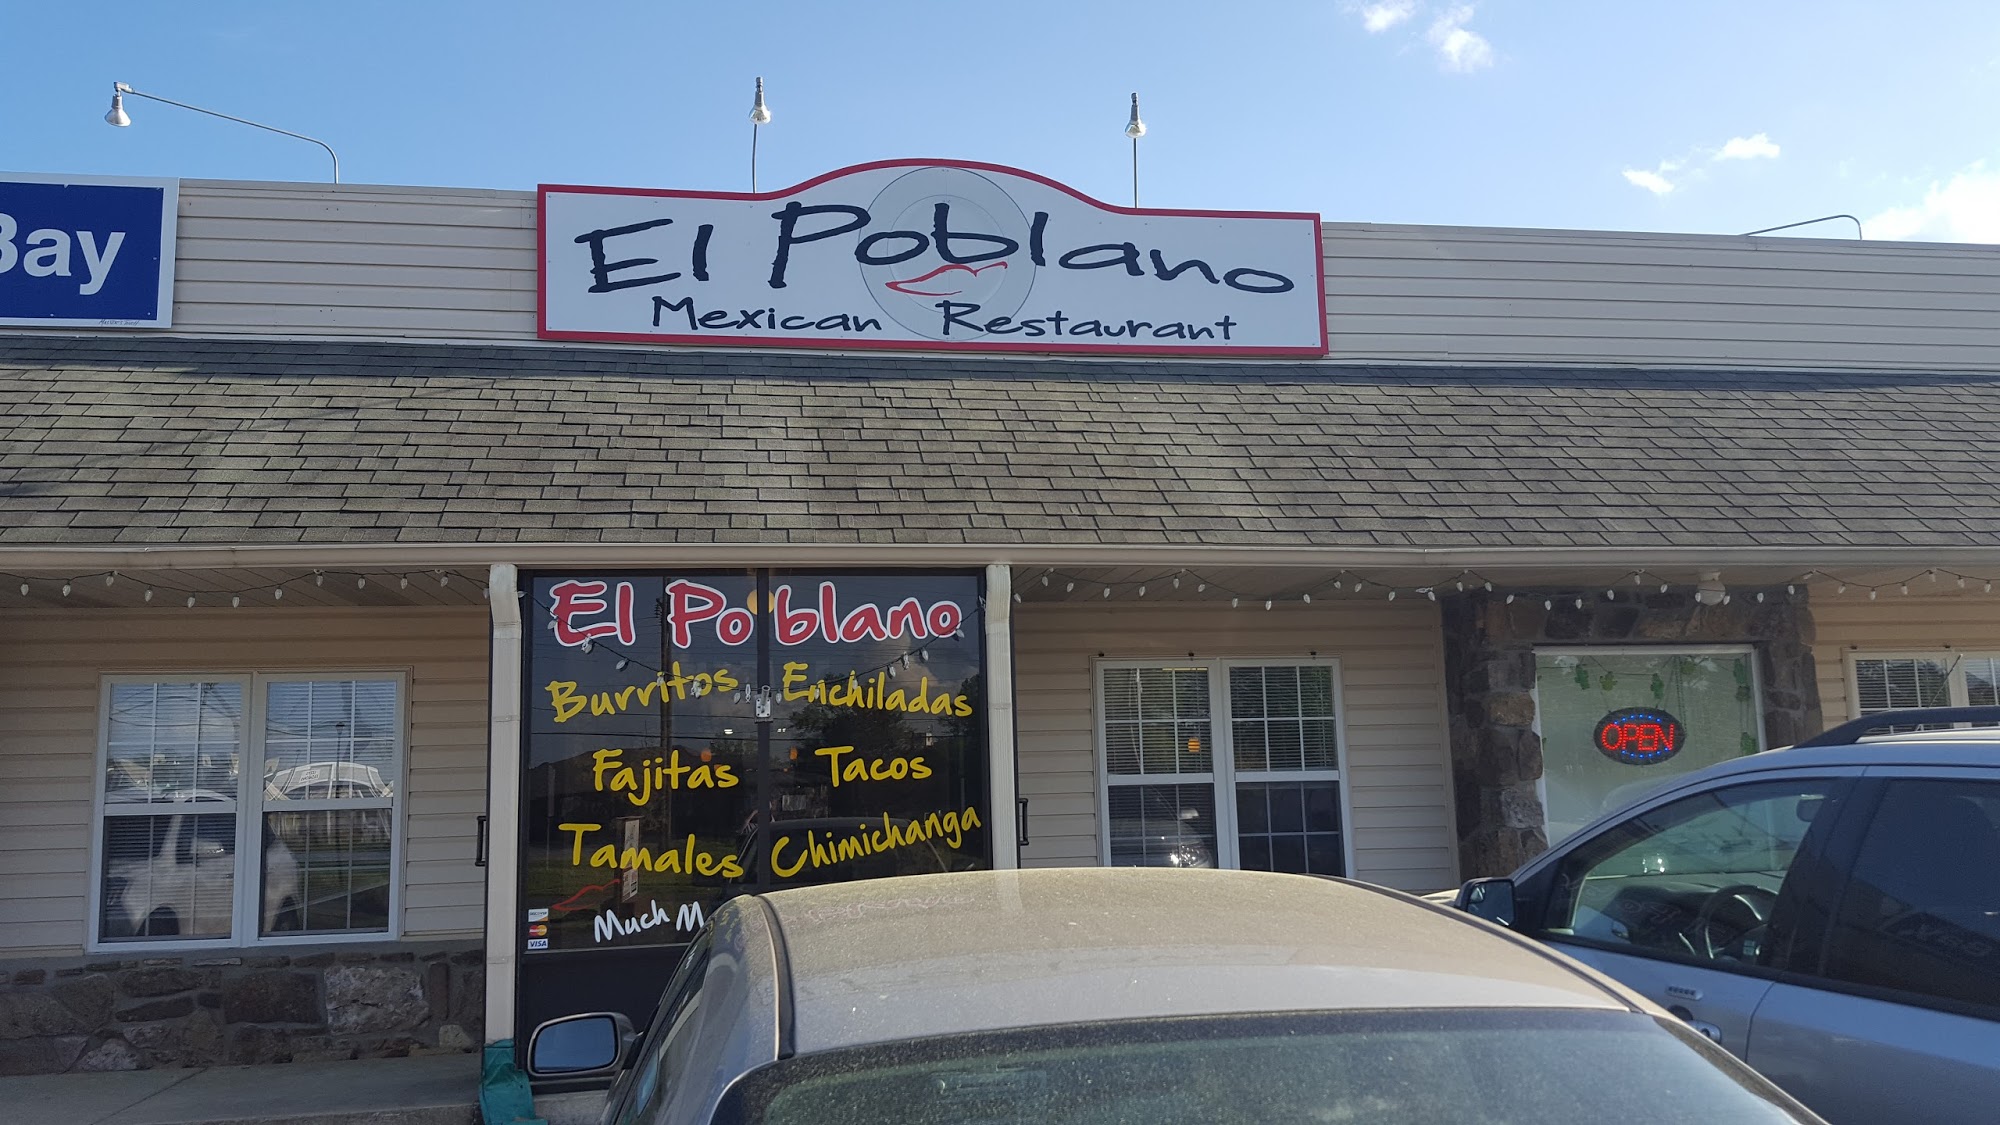 Bay
El Poblano
Mexican Restaurant
El Poblano
Burritos Enchiladas
Fajitas Tacos
Tamales Chimichanga
Much
VISA
OPEN